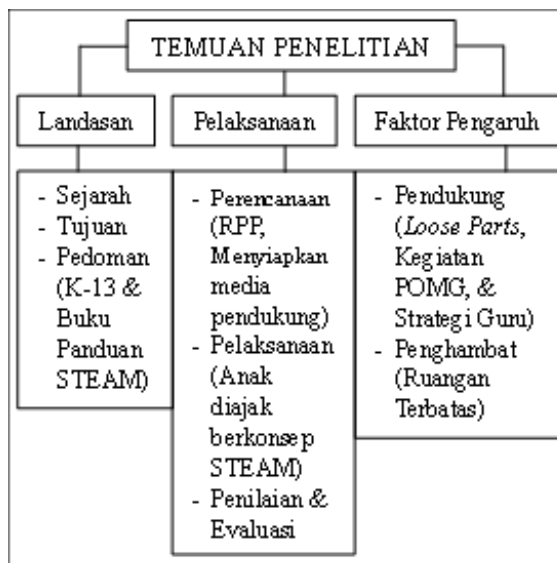 TEMUAN PENELITIAN
Landasan
Pelaksanaan
Faktor Pengaruh
- Sejarah
- Tujuan
- Pedoman
(K-13 &
Buku
Panduan
STEAM)
- Perencanaan
(RPP,
Menyiapkan
media
pendukung)
- Pelaksanaan
(Anak
diajak
berkonsep
STEAM)
- Penilaian &
Evaluasi
- Pendukung
(Loose Parts,
Kegiatan
POMG, &
Strategi Guru)
- Penghambat
(Ruangan
Terbatas)